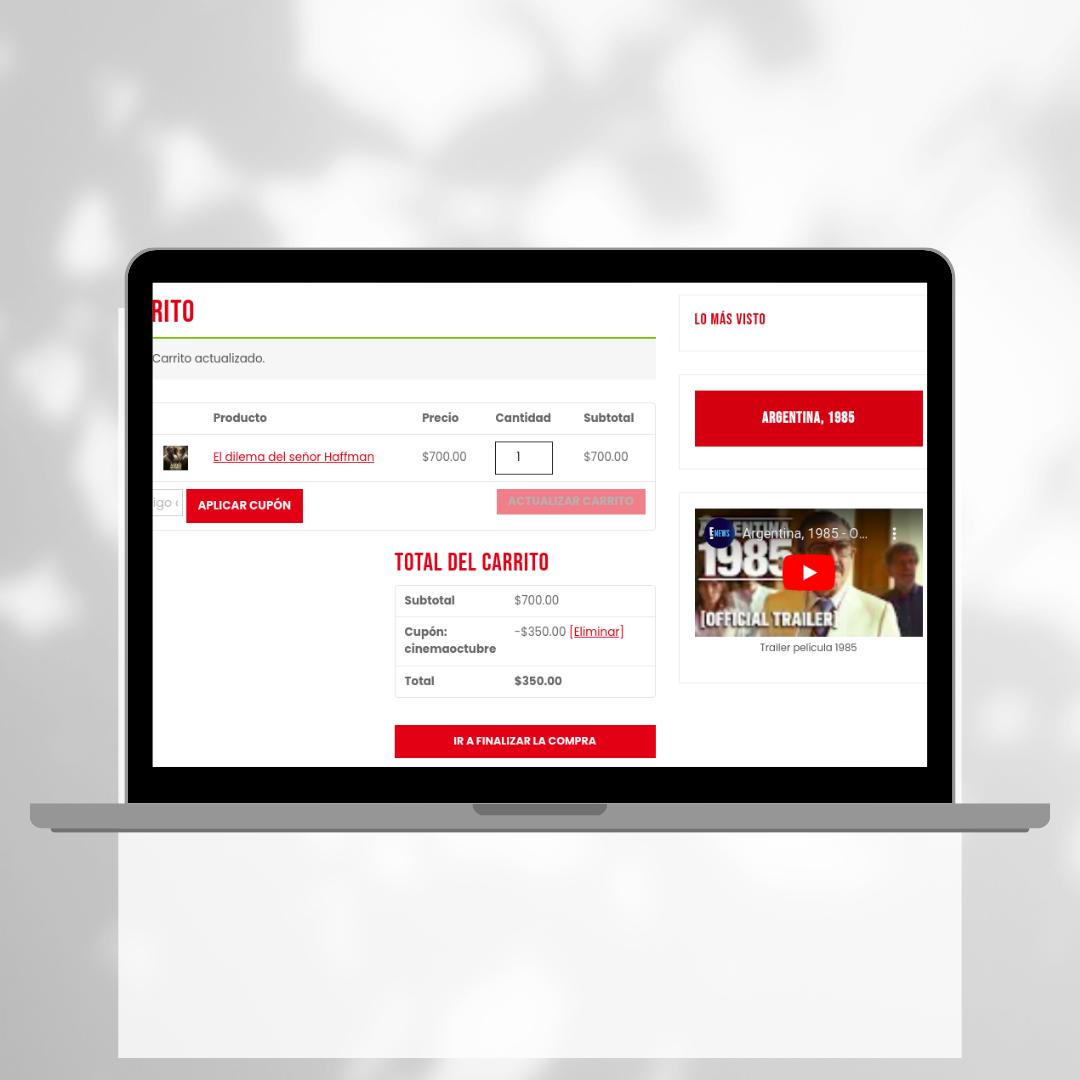 RITO
Carrito actualizado.
Producto Precio Cantidad Subtotal
El dilema del señor Haffman $700.00 1 $700.00
igo APLICAR CUPÓN ACTUALIZAR CARRITO
TOTAL DEL CARRITO
Subtotal $700.00
Cupón: -$350.00 [Eliminar]
cinemaoctubre
Total $350.00
IR A FINALIZAR LA COMPRA
LO MÁS VISTO
ARGENTINA, 1985
E NEWS Argentina, 1985 - O...
ARGENTINA
1985
[OFFICIAL TRAILER]
Trailer película 1985